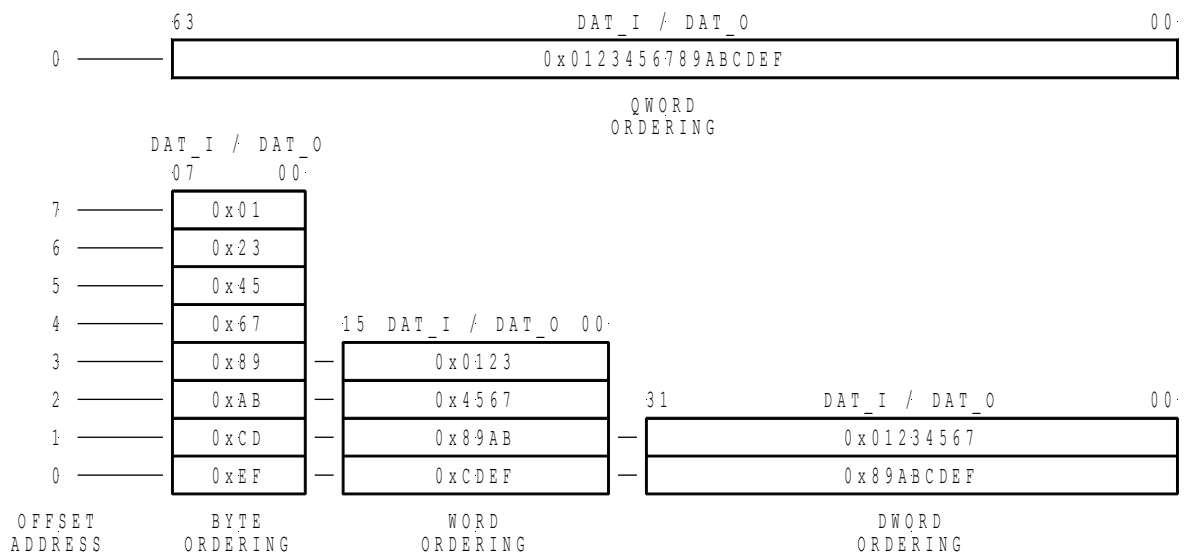 63 DAT_I / DAT_O 00
0 0x0123456789ABCDEF
QWORD
ORDERING
DAT_I / DAT_O
07 00
7 0x01
6 0x23
5 0x45
4 0x67 15 DAT_I / DAT_O 00
3 0x89 0x0123
2 0xAB 0x4567 31 DAT_I / DAT_O 00
1 0xCD 0x89AB 0x01234567
0 0xEF 0xCDEF 0x89ABCDEF
OFFSET BYTE WORD DWORD
ADDRESS ORDERING ORDERING ORDERING